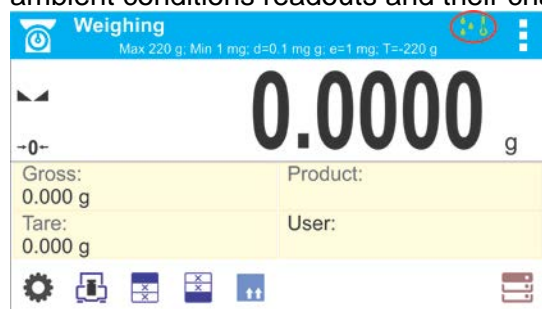 ambient conditions readouts and their
Weighing
Max 220 g; Min 1 mg; d=0.1 mg g; e=1 mg; T=-220 g
0.0000 g
→0←
Gross:
0.000 g
Product:
Tare:
0.000 g
User: